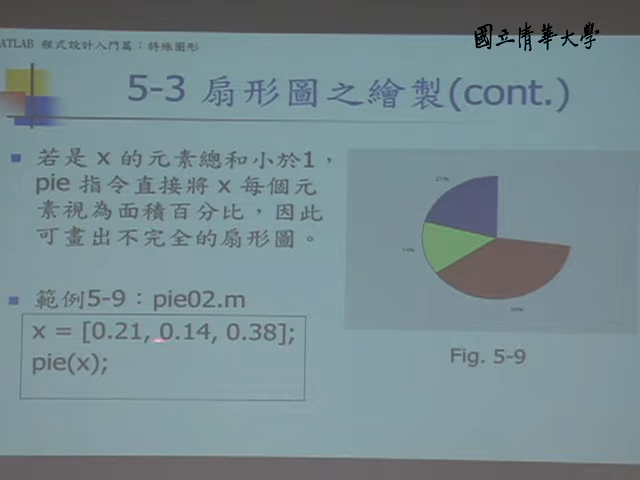 國立清華大學
ATLAB 程式設計入門篇：特殊圖形
5-3 扇形圖之繪製(cont.)
若是 x 的元素總和小於1，
pie 指令直接將 x 每個元
素視為面積百分比，因此
可畫出不完全的扇形圖。
範例5-9：pie02.m
x = [0.21, 0.14, 0.38];
pie(x);
21%
14%
38%
Fig. 5-9